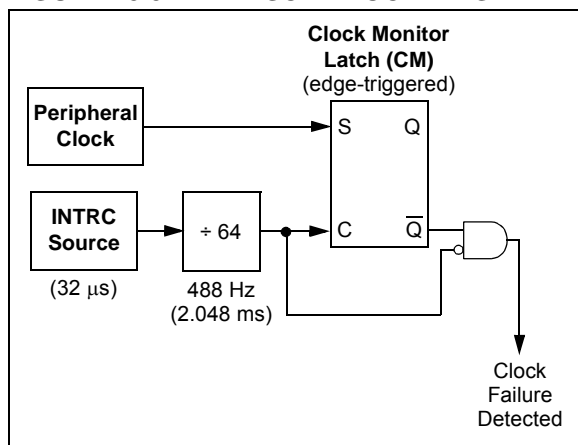 Clock Monitor
Latch (CM)
(edge-triggered)
Peripheral
Clock
S Q
INTRC
Source
÷ 64
C Q̅
(32 μs)
488 Hz
(2.048 ms)
Clock
Failure
Detected